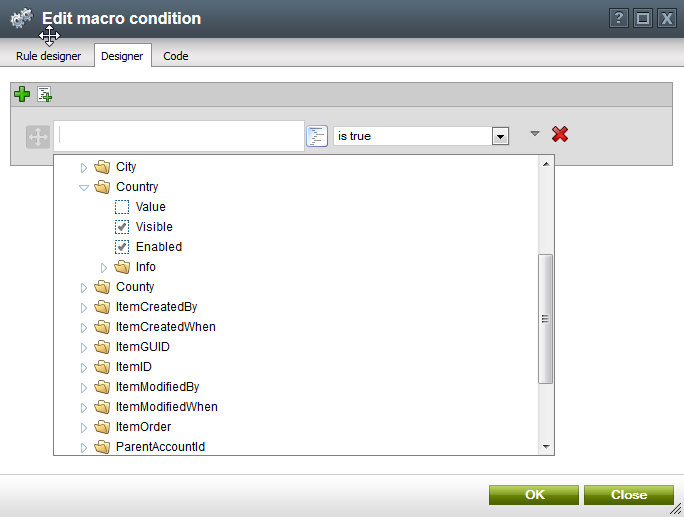 Edit macro condition
? X
Rule designer Designer Code
is true
City
Country
Value
Visible
Enabled
Info
County
ItemCreatedBy
ItemCreatedWhen
ItemGUID
ItemID
ItemModifiedBy
ItemModifiedWhen
ItemOrder
ParentAccountId
OK Close